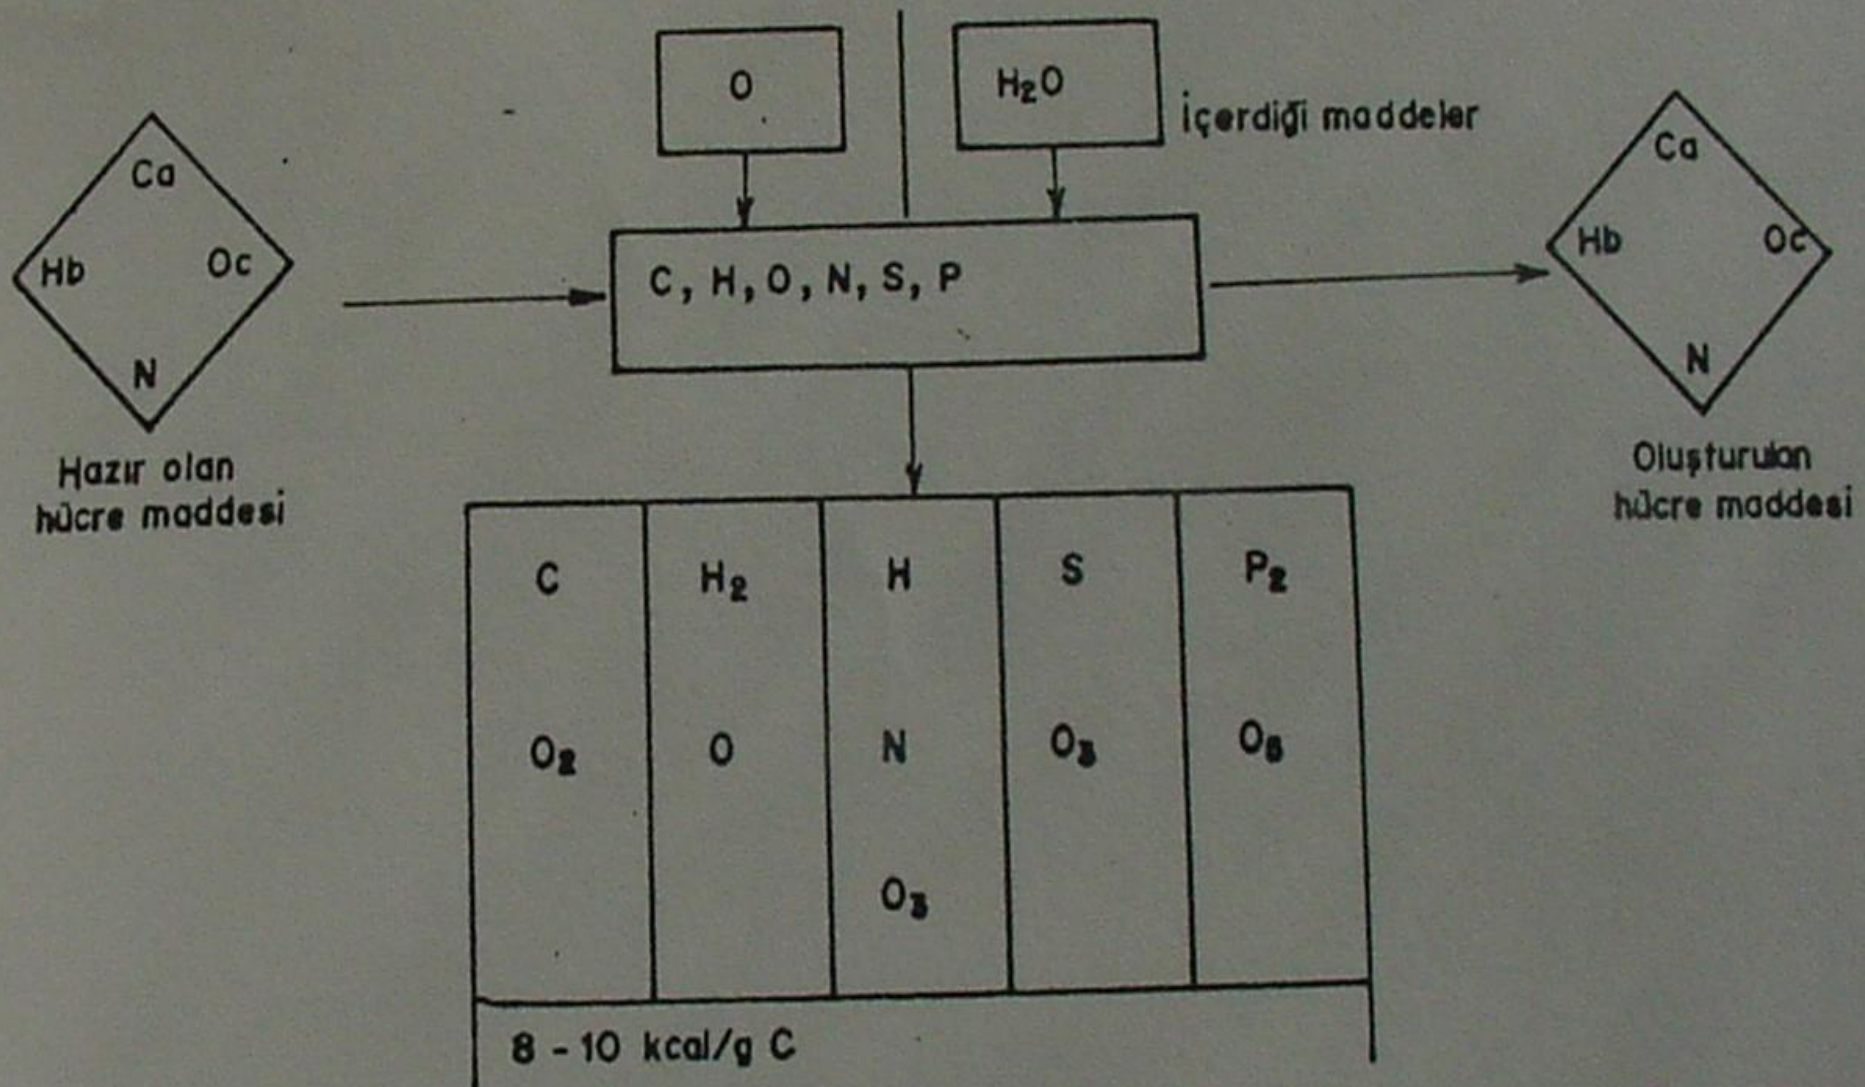 O
H₂O
İçerdiği maddeler
Ca
Hb
Oc
N
Hazır olan
hücre maddesi
C, H, O, N, S, P
Ca
Hb
Oc
N
Oluşturulan
hücre maddesi
C H₂ H S P₂
O₂ O N O₃ O₅
O₃
8 - 10 kcal/g C